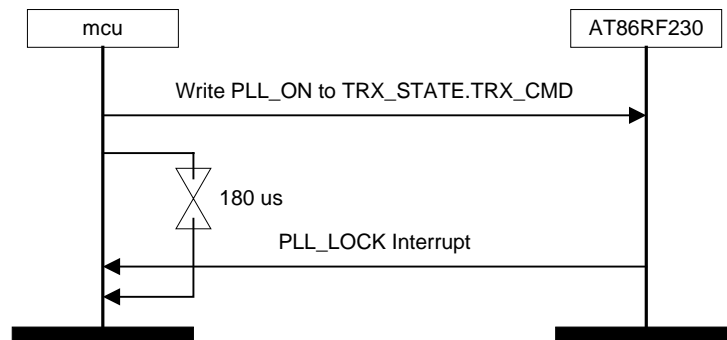 mcu
AT86RF230
Write PLL_ON to TRX_STATE.TRX_CMD
180 us
PLL_LOCK Interrupt